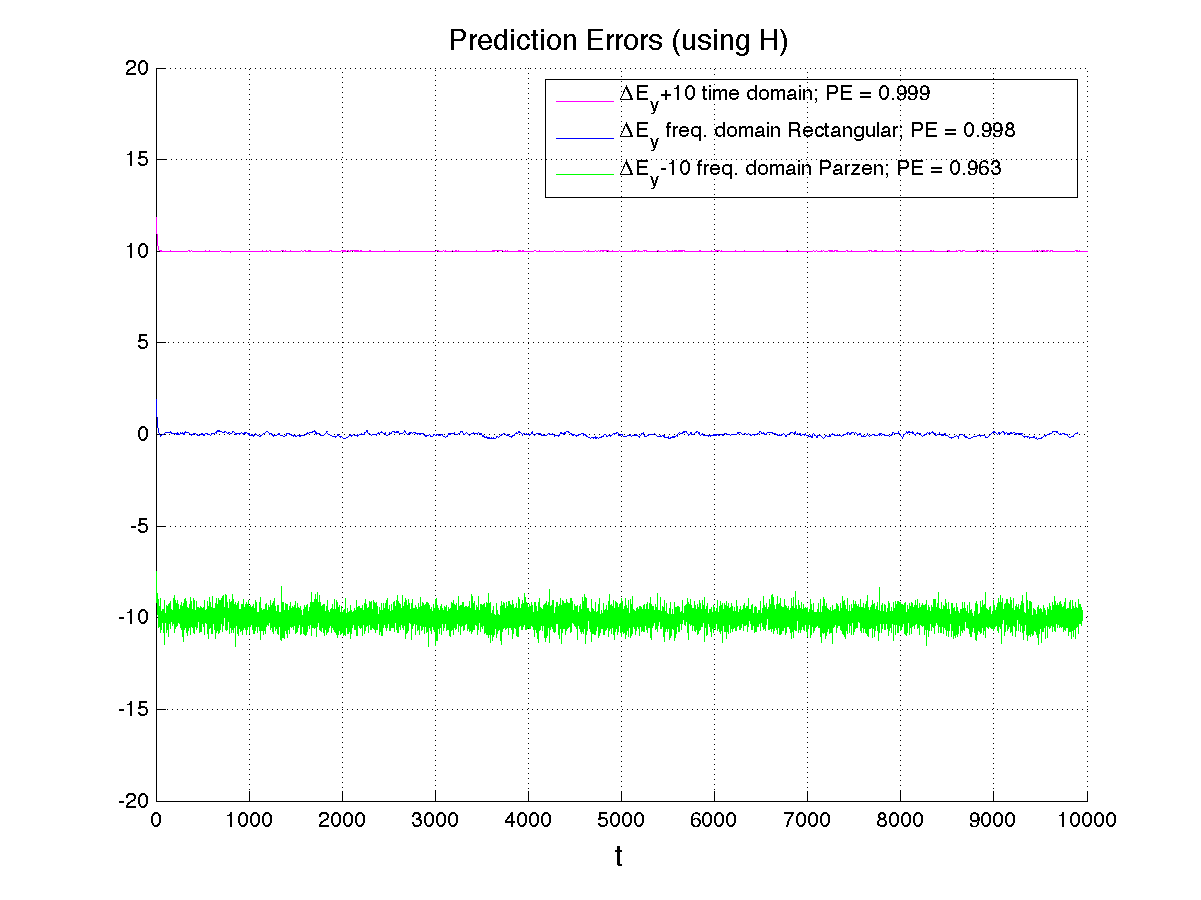 Prediction Errors (using H)
20
15
10
5
0
-5
-10
-15
-20
ΔEy+10 time domain; PE = 0.999
ΔEy freq. domain Rectangular; PE = 0.998
ΔEy-10 freq. domain Parzen; PE = 0.963
0 1000 2000 3000 4000 5000 6000 7000 8000 9000 10000
t